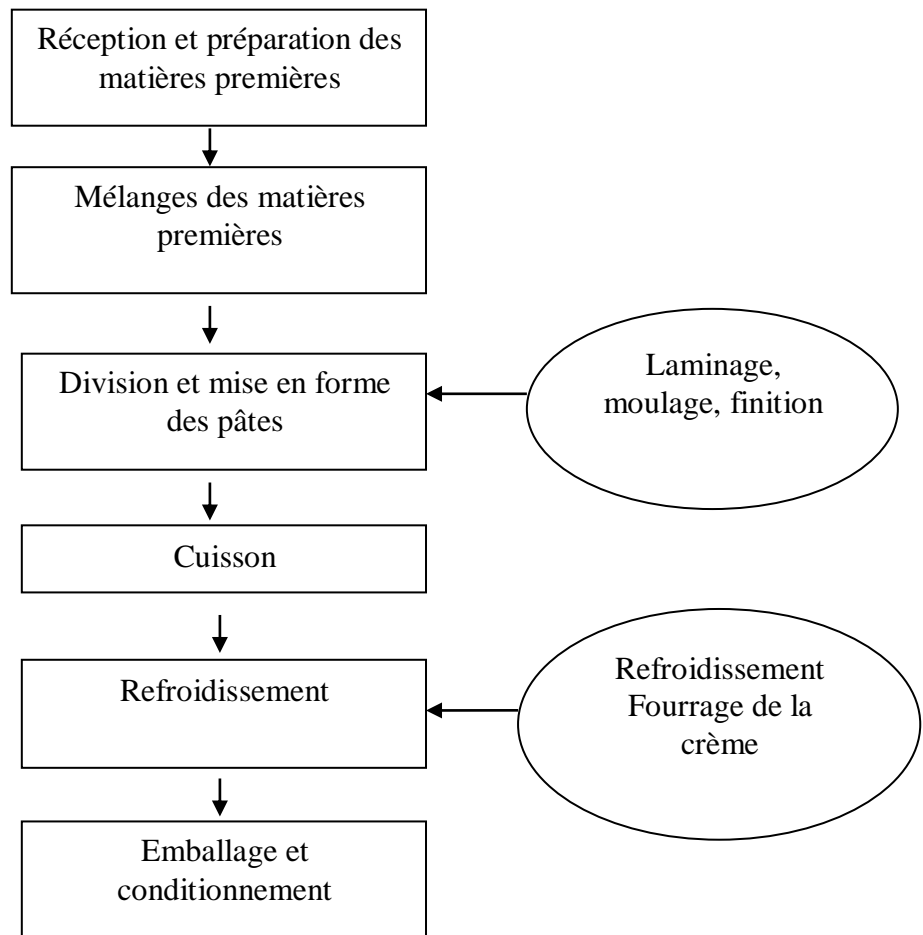 Réception et préparation des
matières premières
Mélanges des matières
premières
Division et mise en forme
des pâtes
Laminage,
moulage, finition
Cuisson
Refroidissement
Refroidissement
Fourrage de la
crème
Emballage et
conditionnement